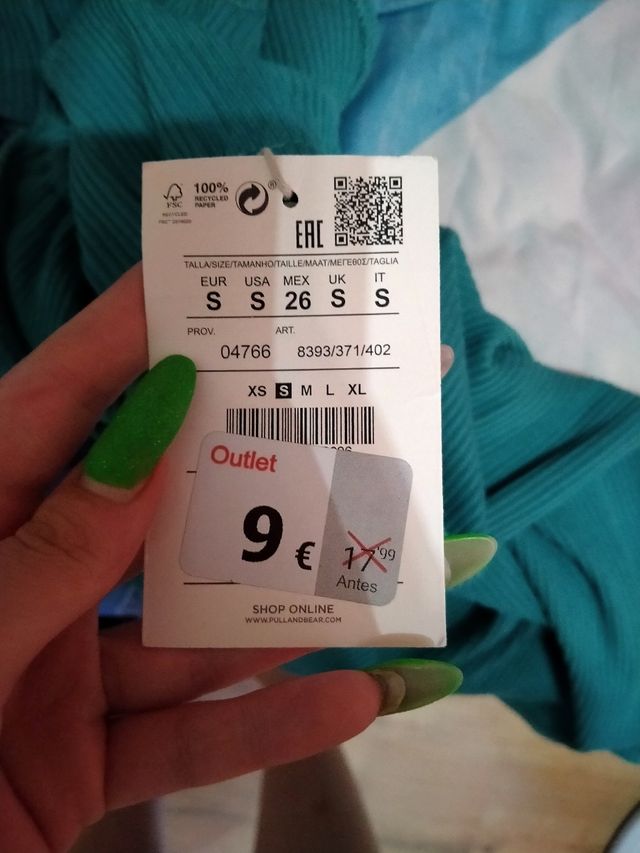 100%
RECYCLED
PAPER
®
FSC
RECYCLED
EAC
TALLA/SIZE/TAMANHO/TAILLE/MAAT/ΜΕΓΕΘΟΣ/TAGLIA
EUR USA MEX UK IT
S S 26 S S
PROV. ART.
04766 8393/371/402
XS S M L XL
Outlet
9 €
17'99
Antes
SHOP ONLINE
WWW.PULLANDBEAR.COM